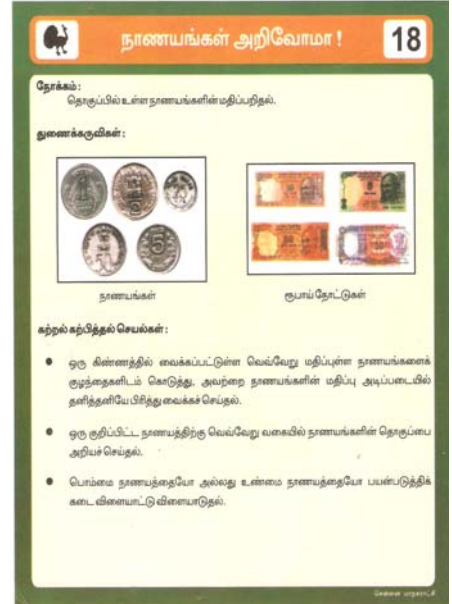 நாணயங்கள் அறிவோமா !
18
நோக்கம் :
தொகுப்பில் உள்ள நாணயங்களின் மதிப்பறிதல்.
துணைக்கருவிகள் :
5
நாணயங்கள்
ரூபாய் நோட்டுகள்
கற்றல் கற்பித்தல் செயல்கள் :
ஒரு கிண்ணத்தில் வைக்கப்பட்டுள்ள வெவ்வேறு மதிப்புள்ள நாணயங்களைக்
குழந்தைகளிடம் கொடுத்து, அவற்றை நாணயங்களின் மதிப்பு அடிப்படையில்
தனித்தனியே பிரித்து வைக்கச் செய்தல்.
ஒரு குறிப்பிட்ட நாணயத்திற்கு வெவ்வேறு வகையில் நாணயங்களின் தொகுப்பை
அறியச் செய்தல்.
பொம்மை நாணயத்தையோ அல்லது உண்மை நாணயத்தையோ பயன்படுத்திக்
கடை விளையாட்டு விளையாடுதல்.
சென்னை மாநகராட்சி